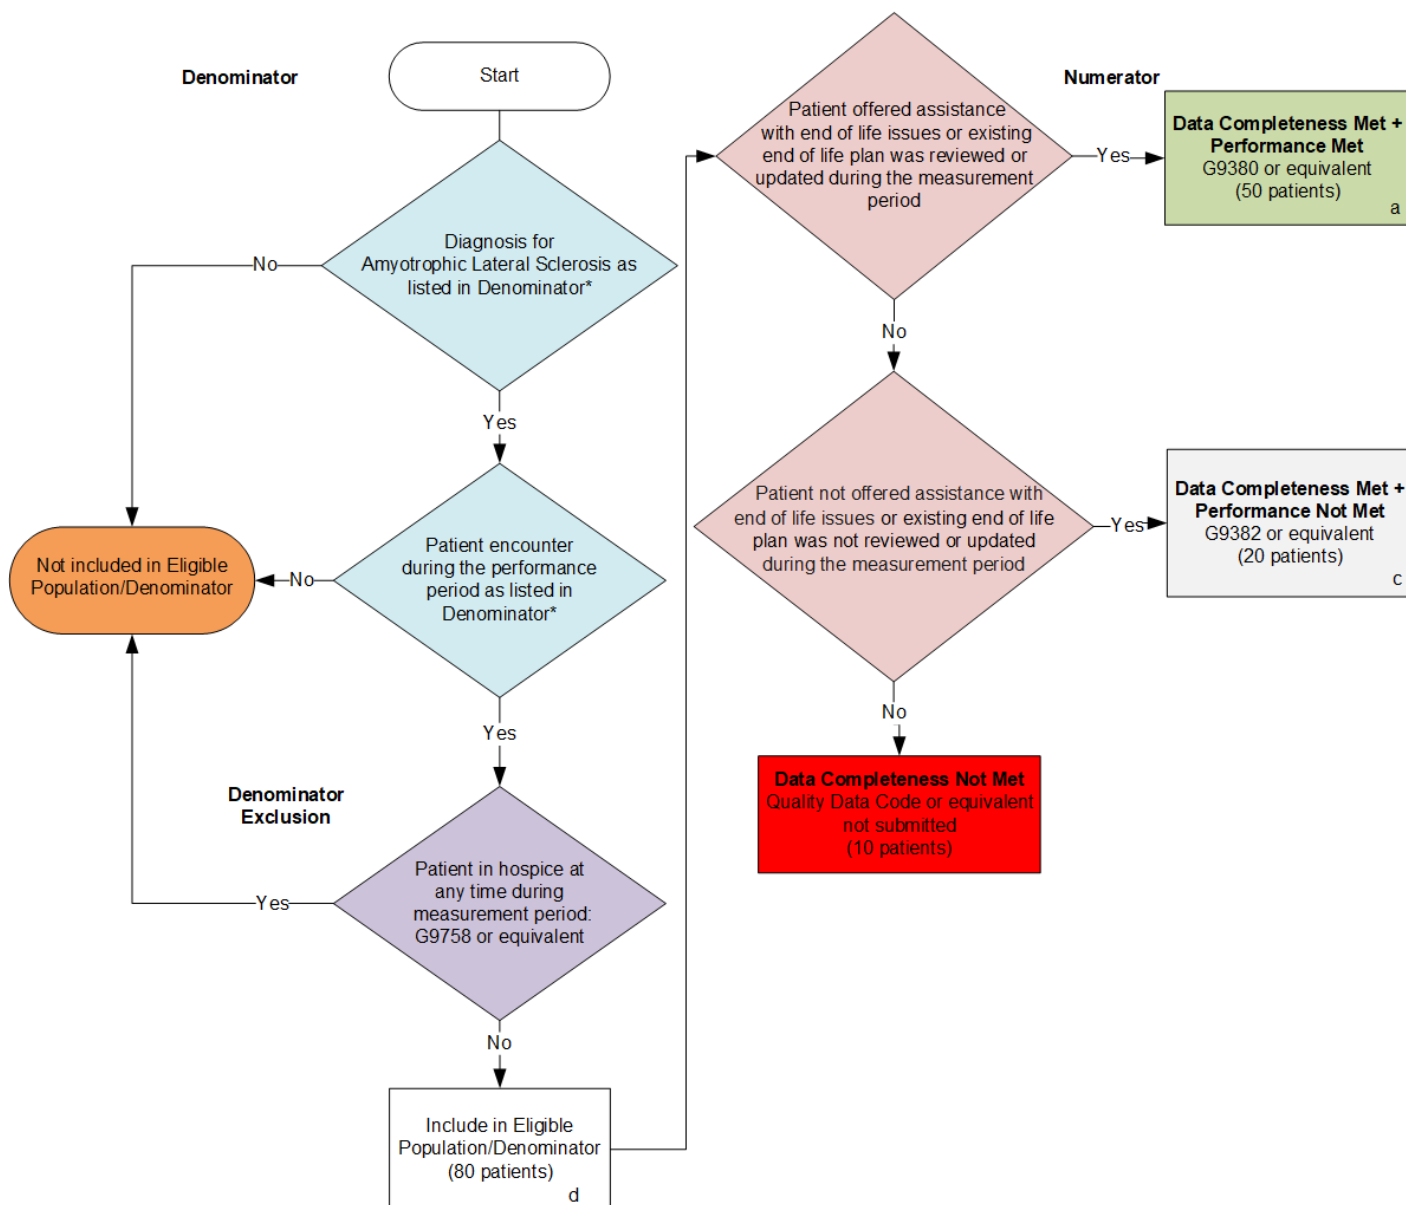 Denominator
Start
Diagnosis for
Amyotrophic Lateral Sclerosis as
listed in Denominator*
No
Yes
Patient encounter
during the performance
period as listed in
Denominator*
No
Not included in Eligible
Population/Denominator
Yes
Denominator
Exclusion
Patient in hospice at
any time during
measurement period:
G9758 or equivalent
Yes
No
Include in Eligible
Population/Denominator
(80 patients)
d
Numerator
Patient offered assistance
with end of life issues or existing
end of life plan was reviewed or
updated during the measurement
period
Yes
Data Completeness Met +
Performance Met
G9380 or equivalent
(50 patients)
a
No
Patient not offered assistance with
end of life issues or existing end of life
plan was not reviewed or updated
during the measurement period
Yes
Data Completeness Met +
Performance Not Met
G9382 or equivalent
(20 patients)
c
No
Data Completeness Not Met
Quality Data Code or equivalent
not submitted
(10 patients)